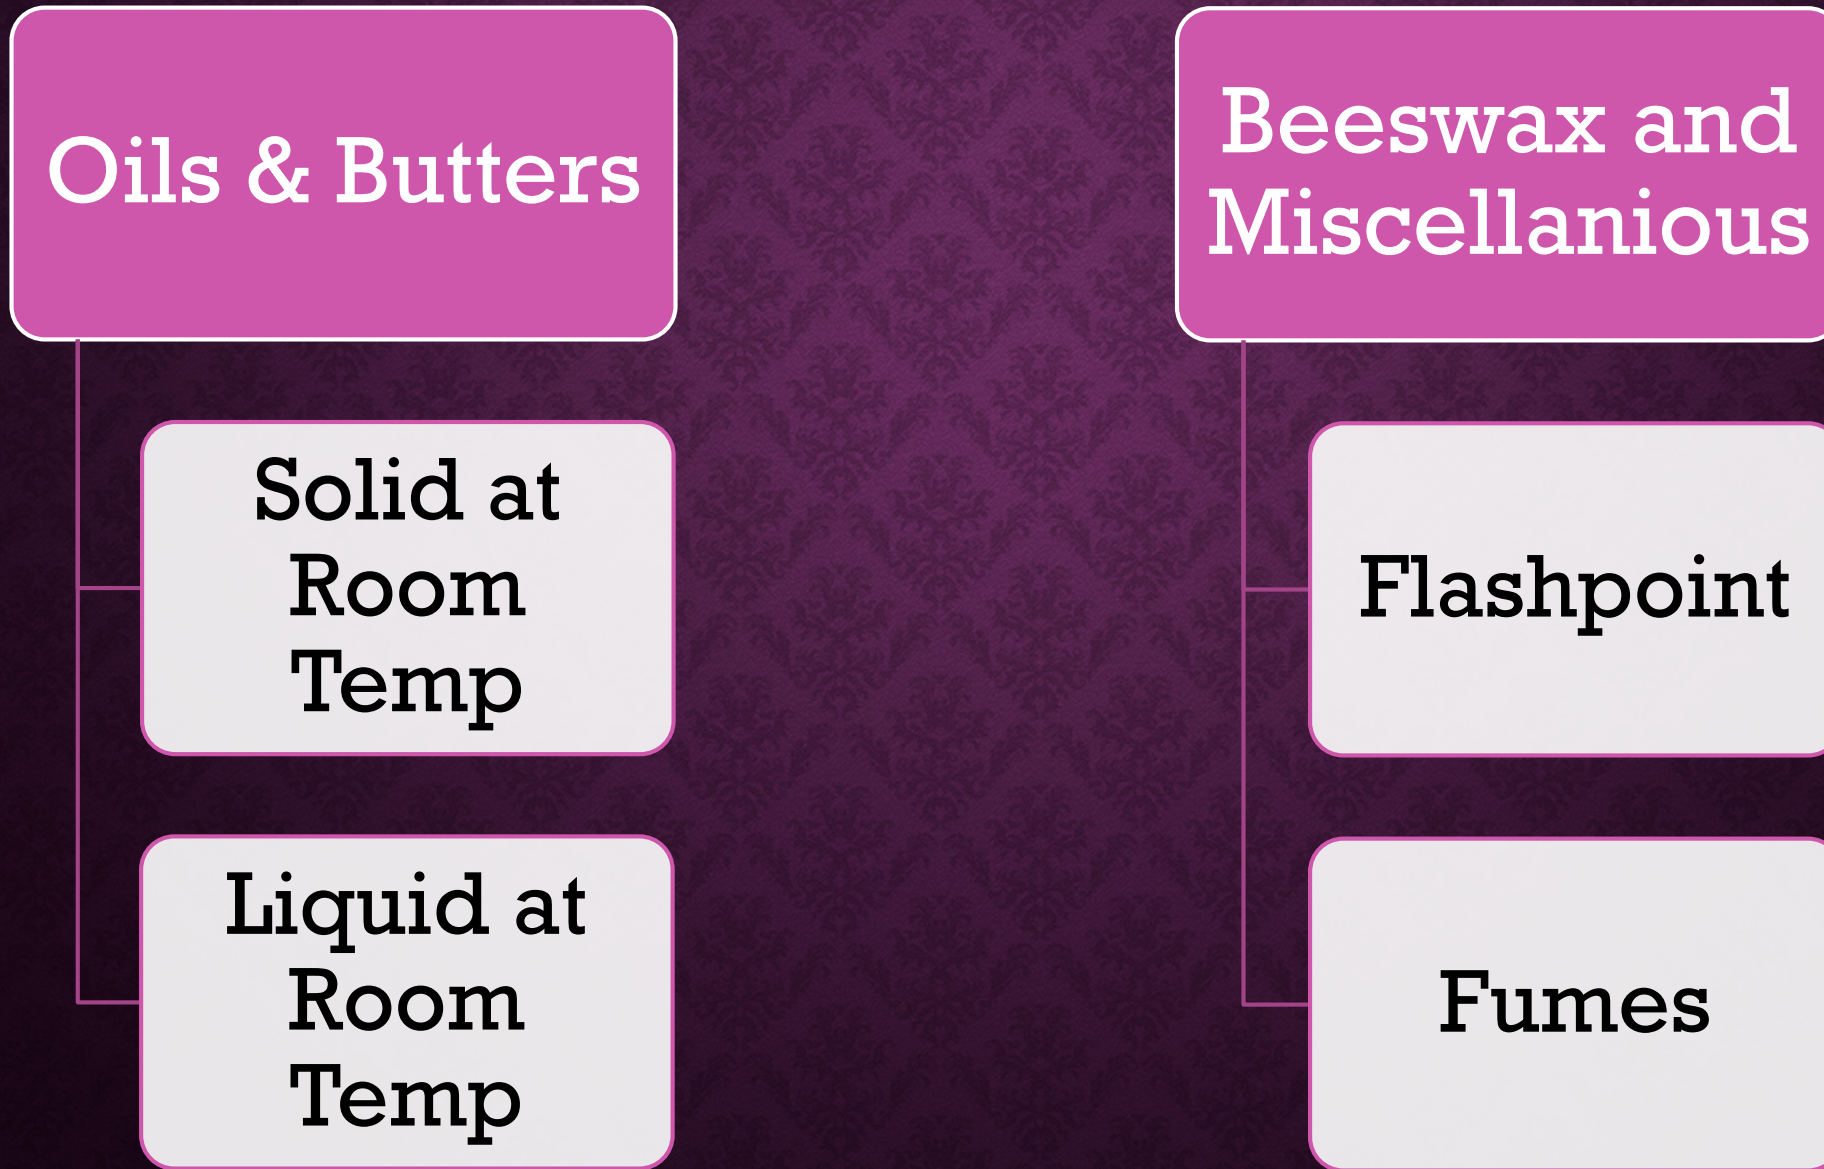 Oils & Butters
Solid at
Room
Temp
Liquid at
Room
Temp
Beeswax and
Miscellanious
Flashpoint
Fumes